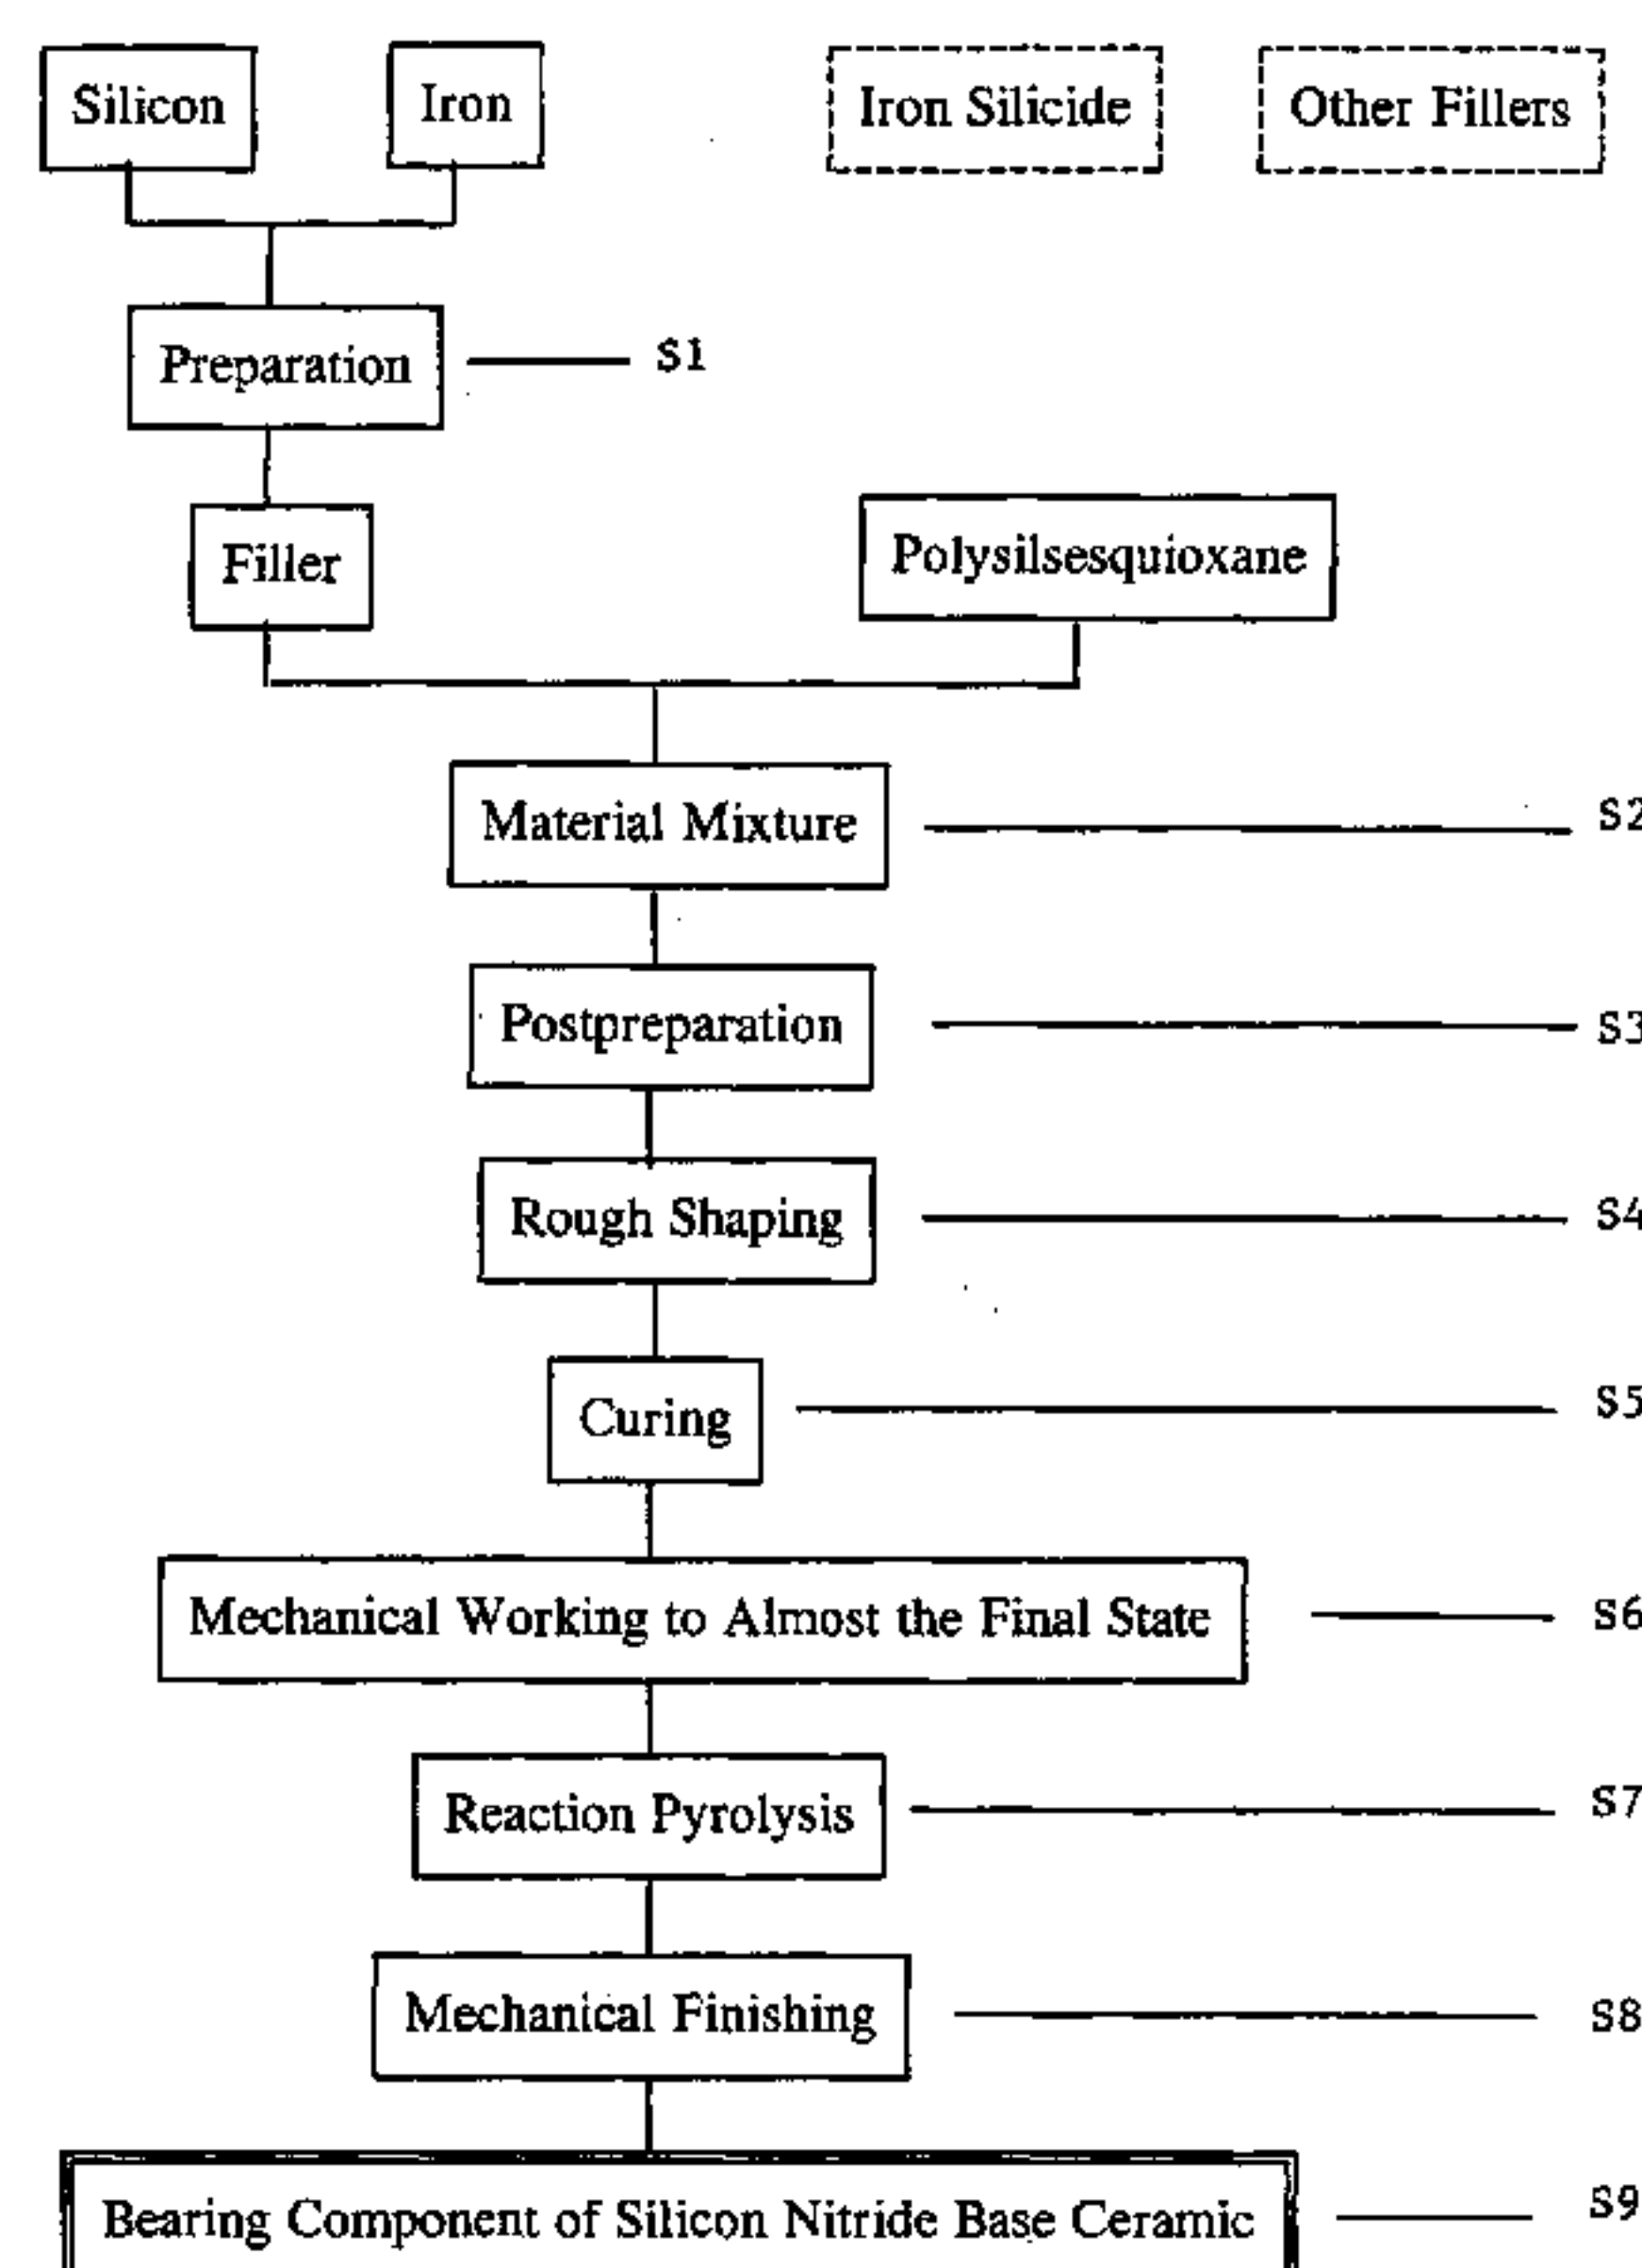 Silicon
Iron
Iron Silicide
Other Fillers
Preparation
S1
Filler
Polysilsesquioxane
Material Mixture
S2
Postpreparation
S3
Rough Shaping
S4
Curing
S5
Mechanical Working to Almost the Final State
S6
Reaction Pyrolysis
S7
Mechanical Finishing
S8
Bearing Component of Silicon Nitride Base Ceramic
S9